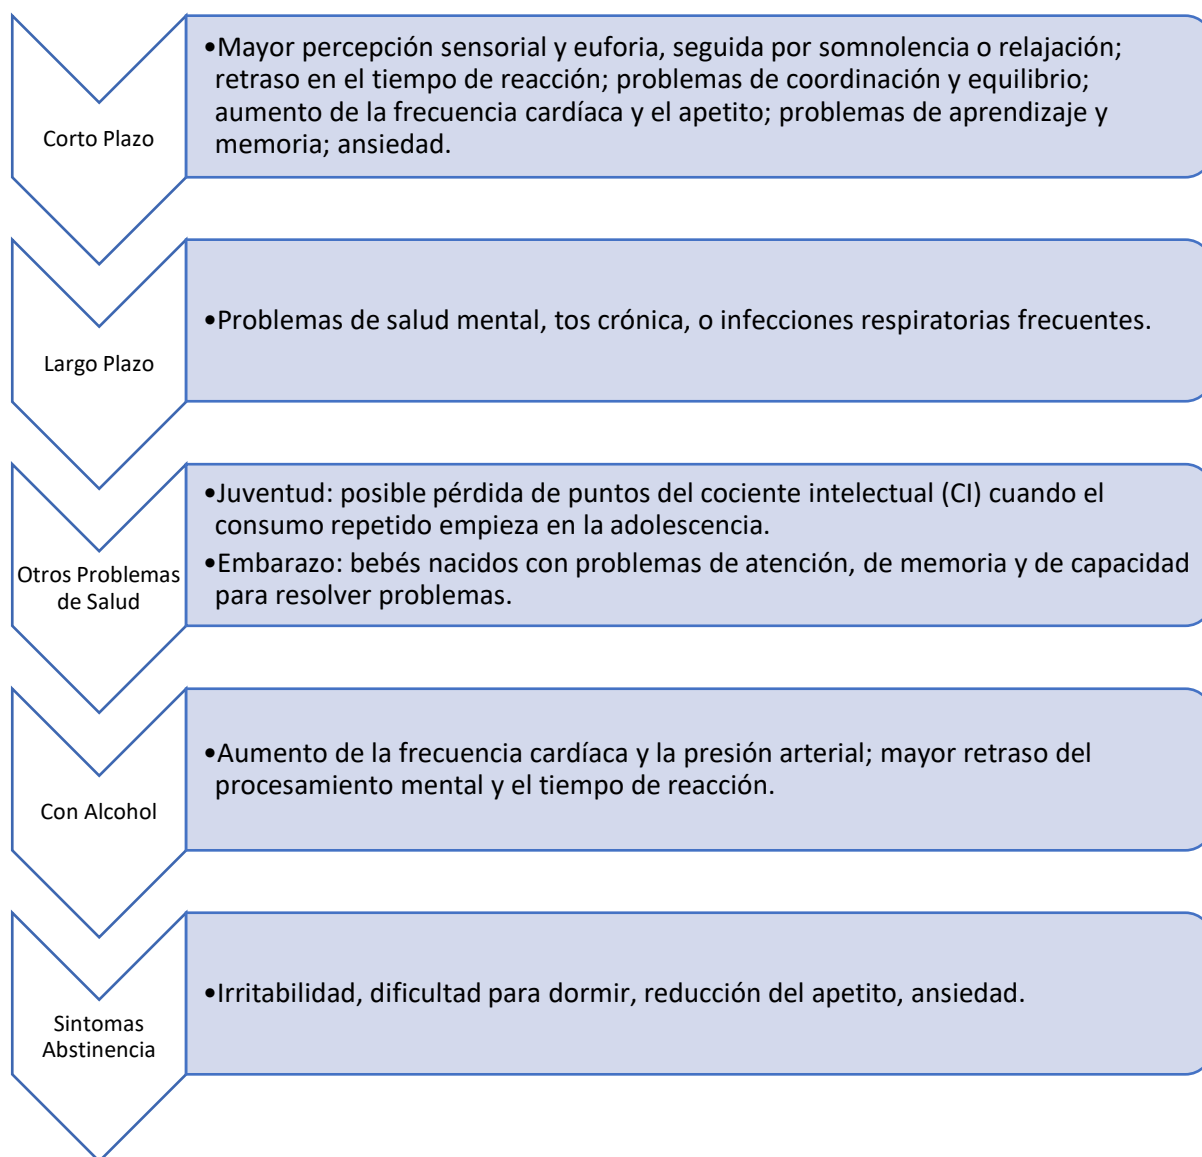 Corto Plazo
•Mayor percepción sensorial y euforia, seguida por somnolencia o relajación;
retraso en el tiempo de reacción; problemas de coordinación y equilibrio;
aumento de la frecuencia cardíaca y el apetito; problemas de aprendizaje y
memoria; ansiedad.
Largo Plazo
•Problemas de salud mental, tos crónica, o infecciones respiratorias frecuentes.
Otros Problemas
de Salud
•Juventud: posible pérdida de puntos del cociente intelectual (CI) cuando el
consumo repetido empieza en la adolescencia.
•Embarazo: bebés nacidos con problemas de atención, de memoria y de capacidad
para resolver problemas.
Con Alcohol
•Aumento de la frecuencia cardíaca y la presión arterial; mayor retraso del
procesamiento mental y el tiempo de reacción.
Sintomas
Abstinencia
•Irritabilidad, dificultad para dormir, reducción del apetito, ansiedad.